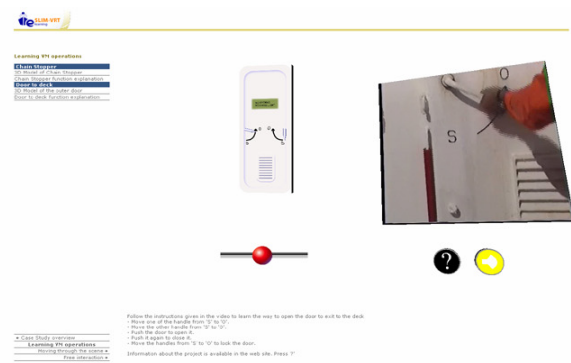 SLIM-VRT
e
learning
Learning VM operations
Chain Stopper
3D Model of Chain Stopper
Chain Stopper function explanation
Door to deck
3D Model of the outer door
Door to deck function explanation
O
S
?
Follow the instructions given in the video to learn the way to open the door to exit to the deck
- Move one of the handle from 'S' to 'O'.
- Move the other handle from 'S' to 'O'.
- Push the door to open it.
- Push it again to close it.
- Move the handles from 'S' to 'O' to lock the door.
Information about the project is available in the web site. Press '?'
Case Study overview
Learning VM operations
Moving through the scene
Free interaction